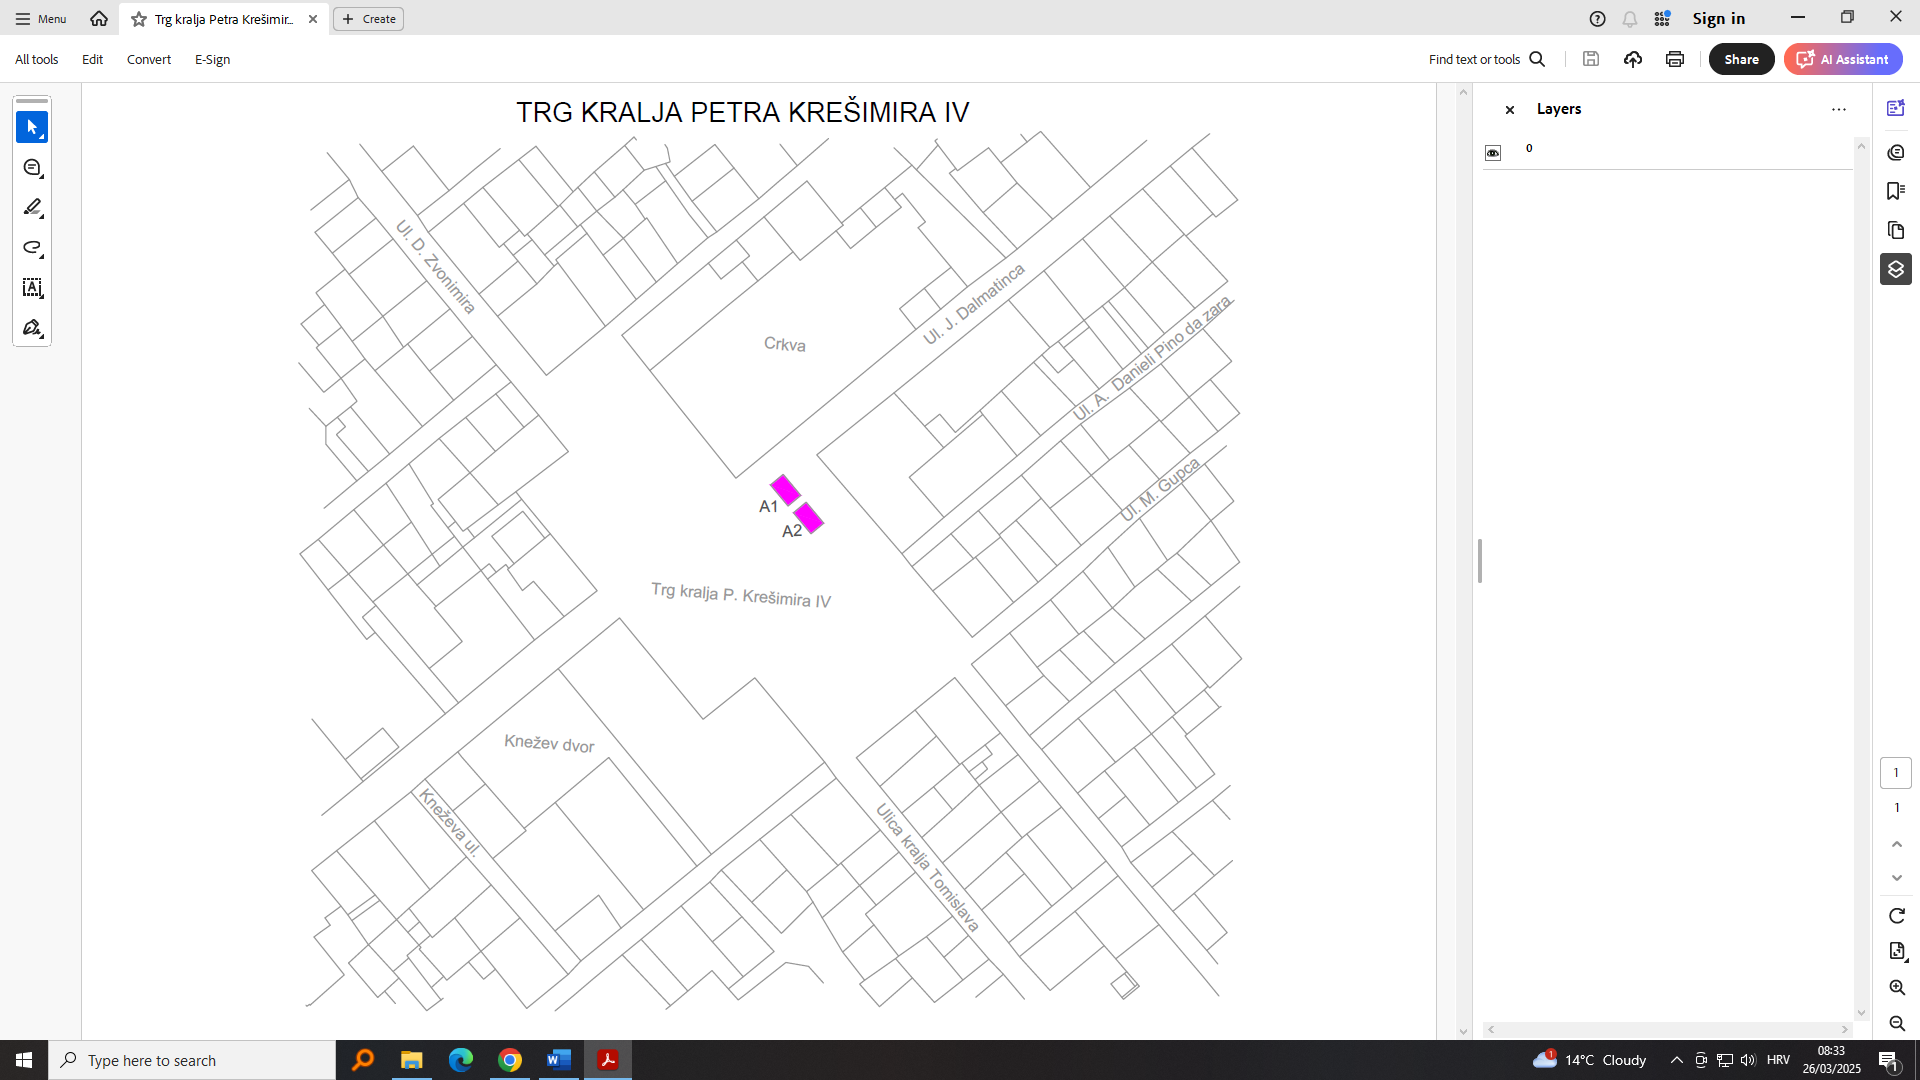 Menu
Trg kralja Petra Krešimir...
Create
Sign in
All tools
Edit
Convert
E-Sign
Find text or tools
Share
AI Assistant
TRG KRALJA PETRA KREŠIMIRA IV
Layers
0
Ul. D. Zvonimira
Crkva
Ul. J. Dalmatinca
Ul. A. Danieli Pino da zara
Ul. M. Gupca
A1
A2
Trg kralja P. Krešimira IV
Knežev dvor
Kneževa ul.
Ulica kralja Tomislava
1
1
Type here to search
1
14°C Cloudy
HRV
08:33
26/03/2025
1